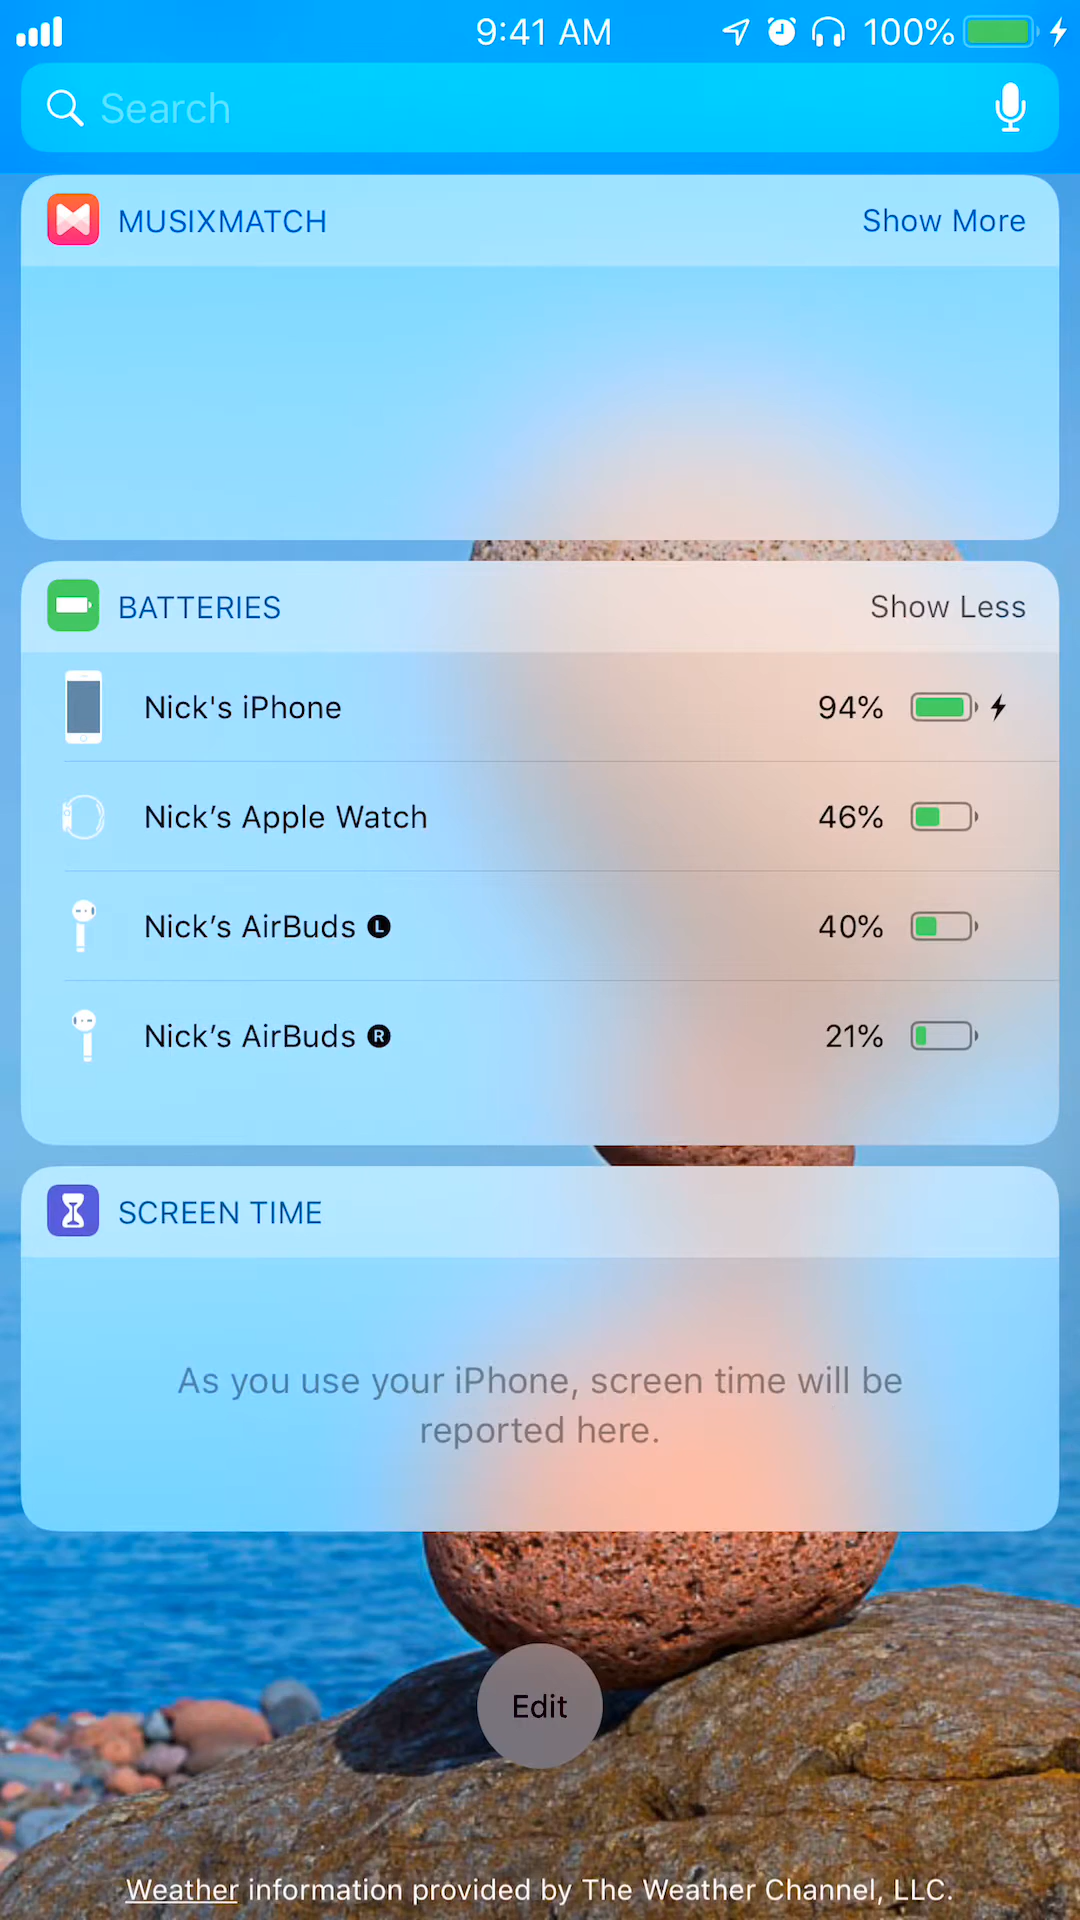 9:41 AM 100%
Search
MUSIXMATCH Show More
BATTERIES Show Less
Nick's iPhone 94%
Nick’s Apple Watch 46%
Nick’s AirBuds L 40%
Nick’s AirBuds R 21%
SCREEN TIME
As you use your iPhone, screen time will be
reported here.
Edit
Weather information provided by The Weather Channel, LLC.